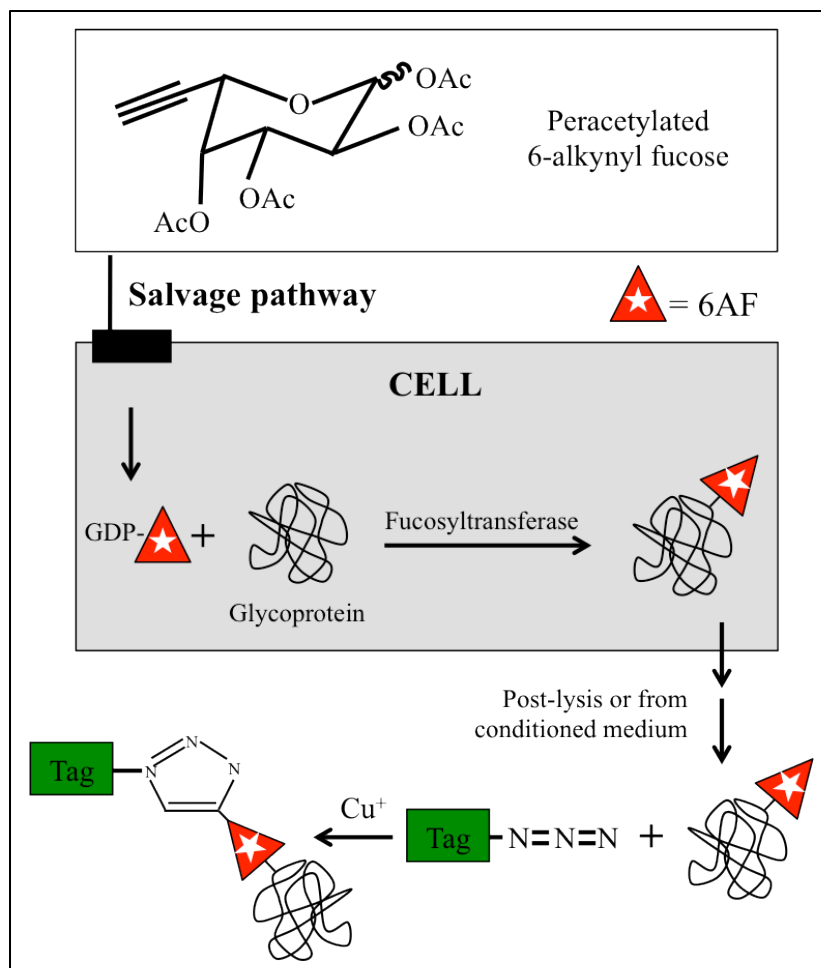 O
OAc
OAc
OAc
AcO
Peracetylated
6-alkynyl fucose
Salvage pathway
= 6AF
CELL
GDP-
+
Fucosyltransferase
Glycoprotein
Post-lysis or from
conditioned medium
Tag
N
N
N
Cu+
Tag
N=N=N
+